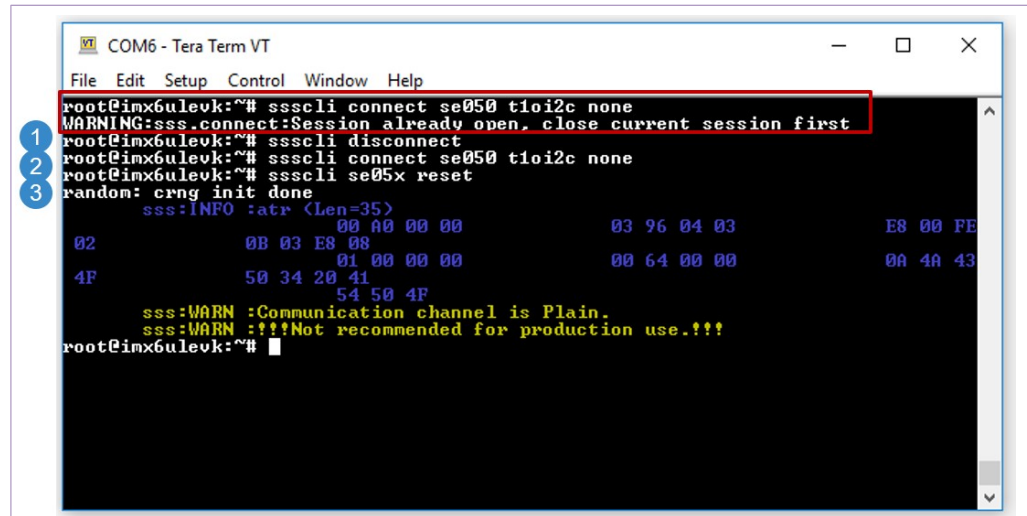 COM6 - Tera Term VT
File Edit Setup Control Window Help
root@imx6ulevk:~# ssscli connect se050 t1oi2c none
WARNING:sss.connect:Session already open, close current session first
1 root@imx6ulevk:~# ssscli disconnect
2 root@imx6ulevk:~# ssscli connect se050 t1oi2c none
3 root@imx6ulevk:~# ssscli se05x reset
random: crng init done
sss:INFO :atr (Len=35)
00 A0 00 00 03 96 04 03 E8 00 FE
02 0B 03 E8 08
01 00 00 00 00 64 00 00 0A 4A 43
4F 50 34 20 41
54 50 4F
sss:WARN :Communication channel is Plain.
sss:WARN :!!!Not recommended for production use.!!!
root@imx6ulevk:~#